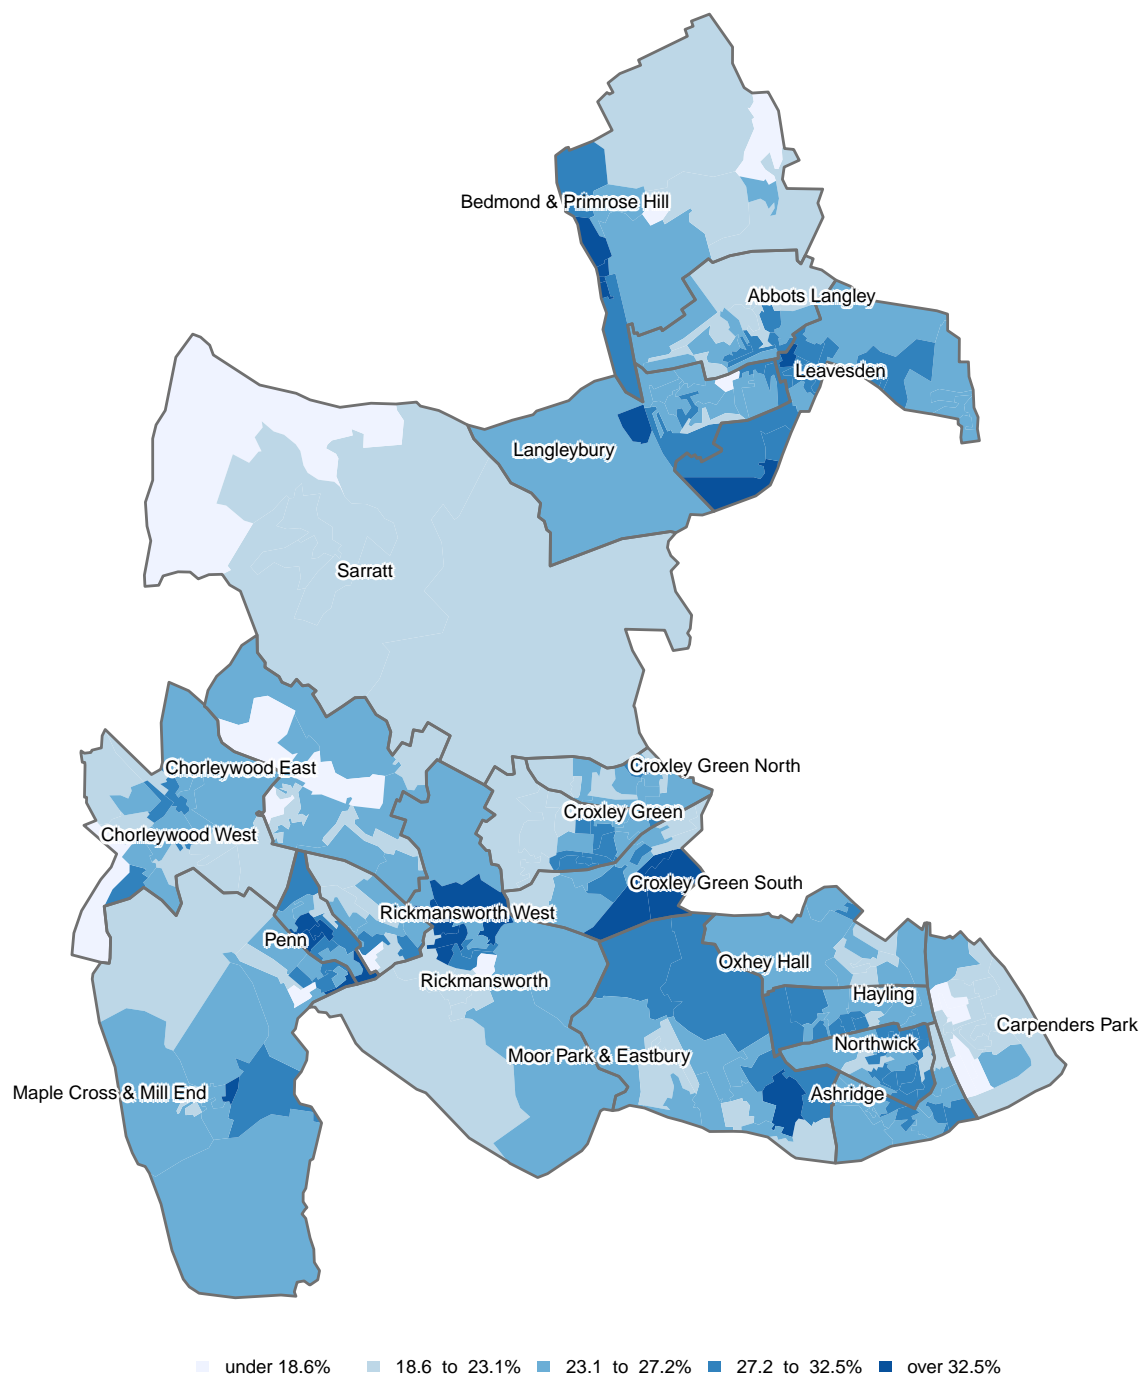 Bedmond & Primrose Hill
Abbots Langley
Leavesden
Langleybury
Sarratt
Croxley Green North
Chorleywood East
Croxley Green
Chorleywood West
Croxley Green South
Rickmansworth West
Penn
Oxhey Hall
Rickmansworth
Hayling
Carpenders Park
Northwick
Moor Park & Eastbury
Maple Cross & Mill End
Ashridge
under 18.6% 18.6 to 23.1% 23.1 to 27.2% 27.2 to 32.5% over 32.5%